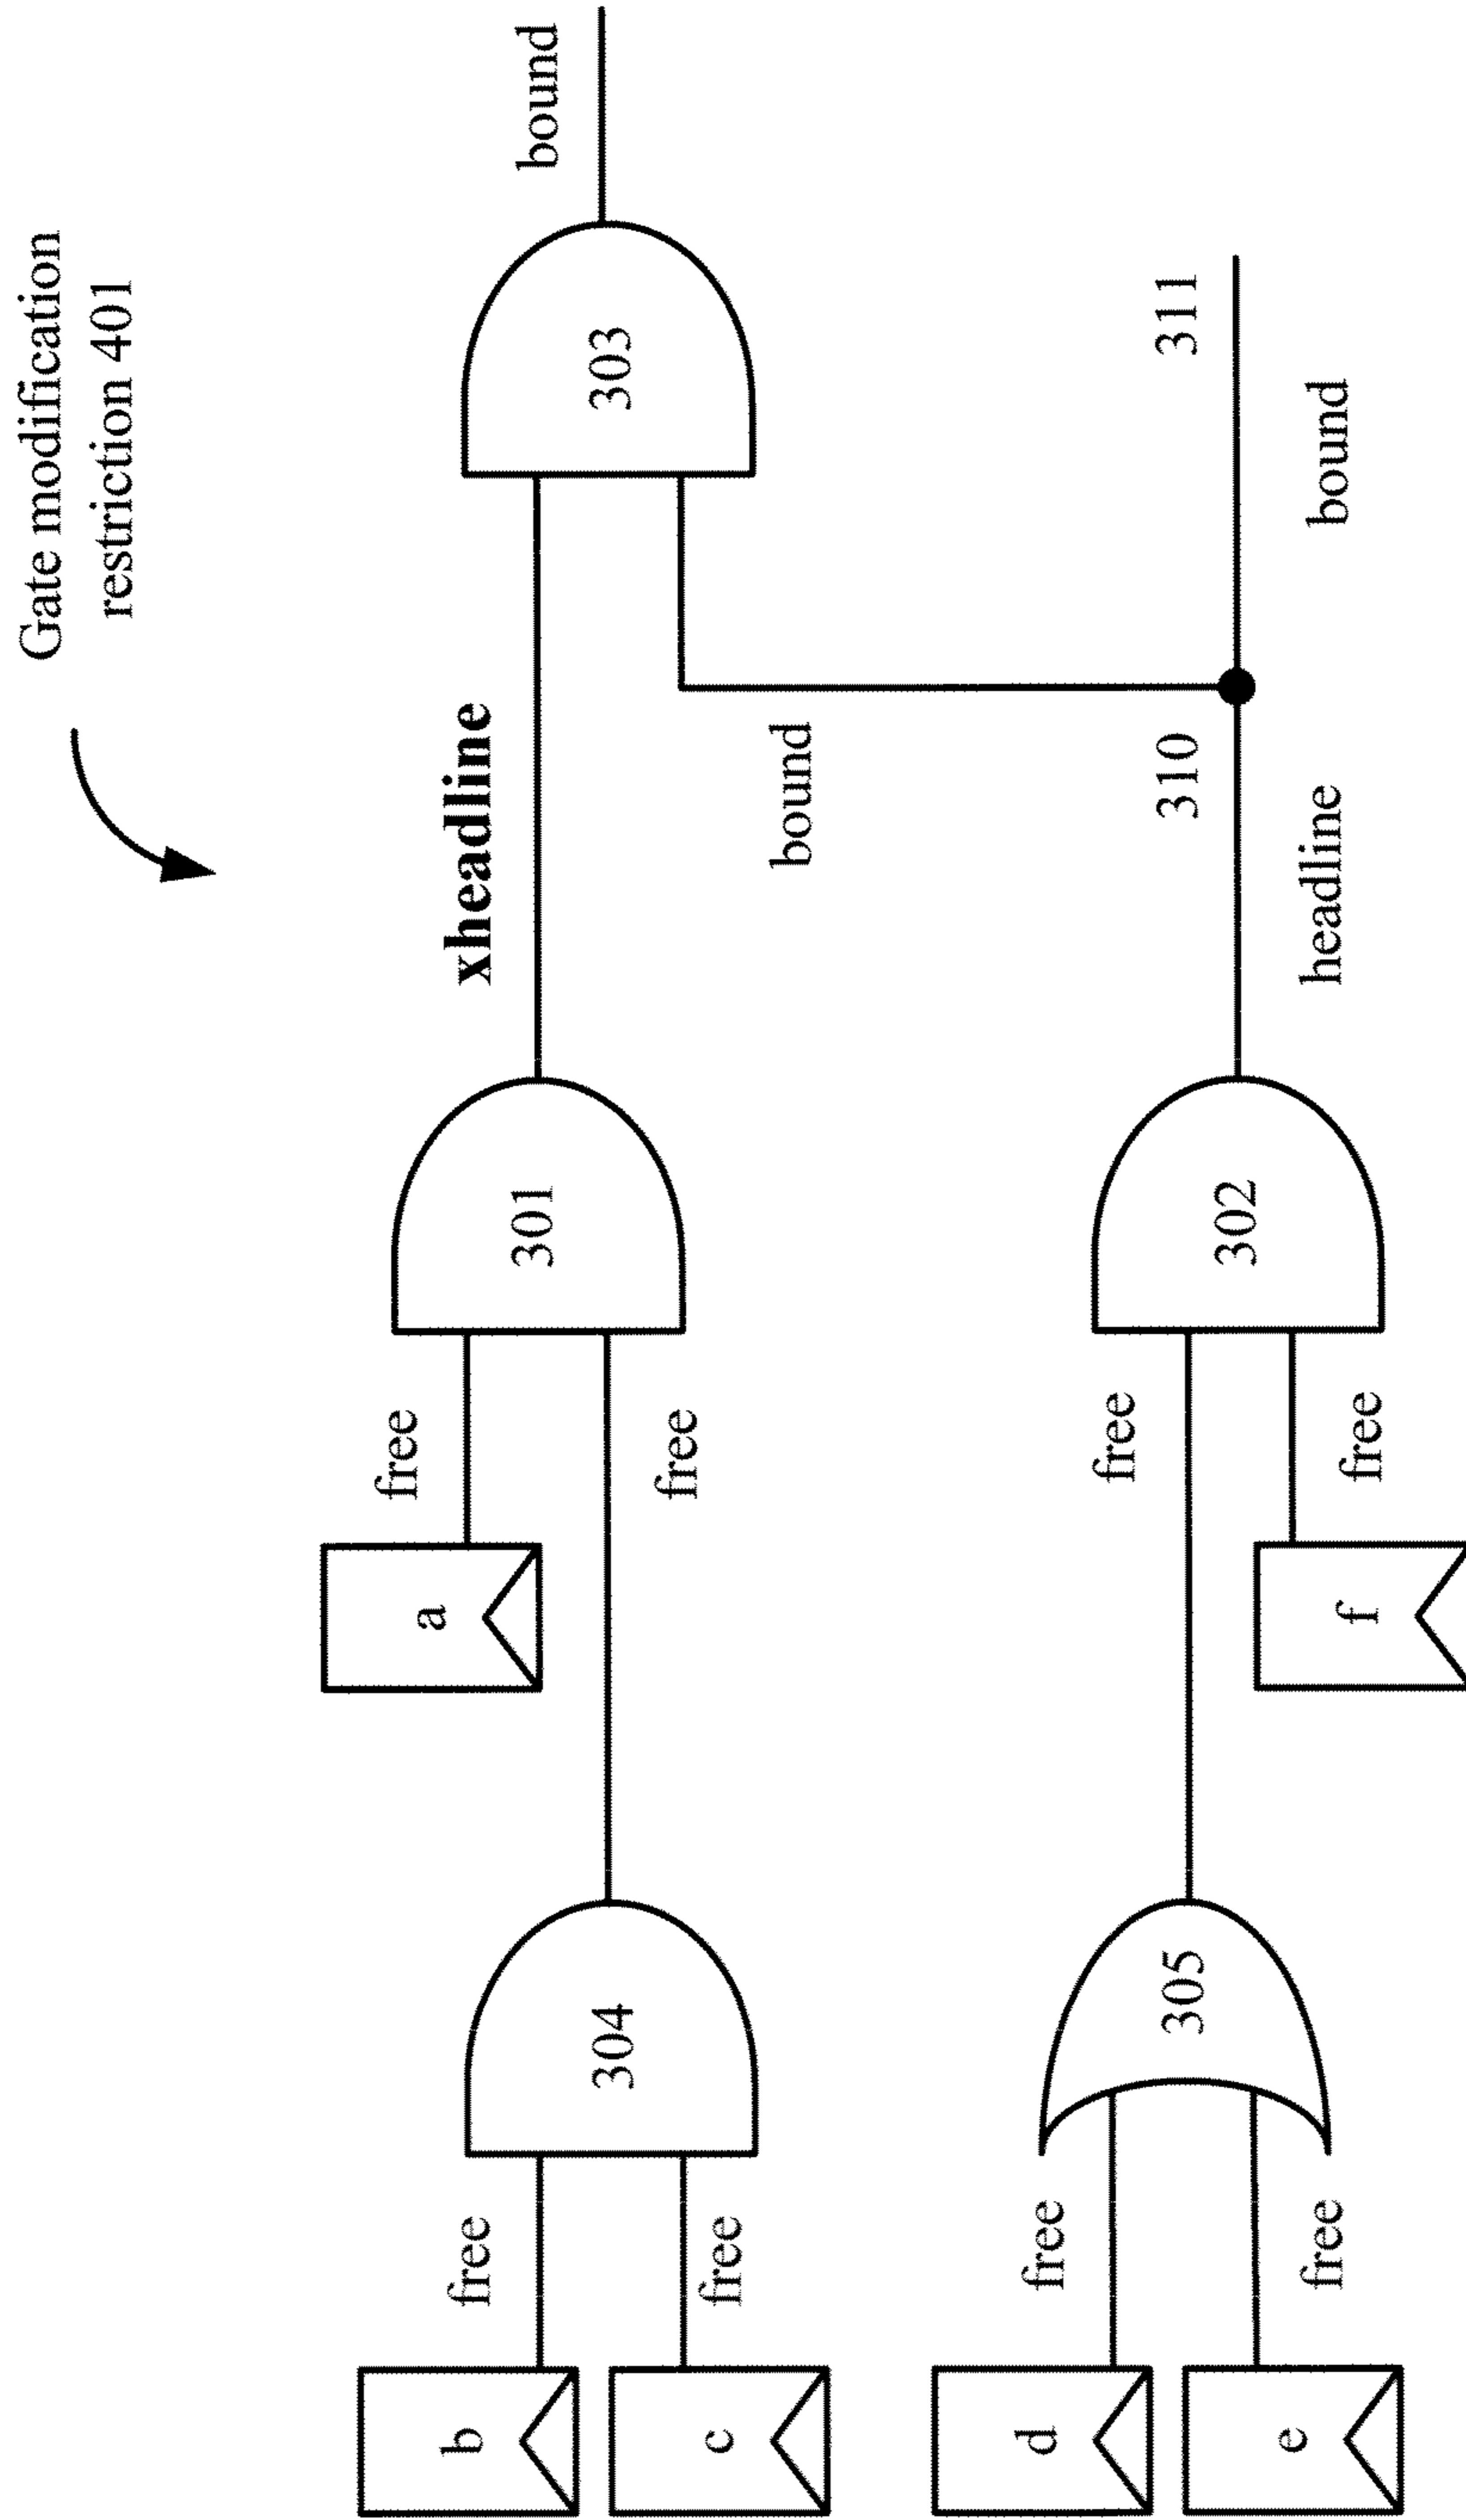 Gate modification
restriction 401
bound
303
311
bound
xheadline
bound
310
headline
301
302
free
free
free
free
a
f
304
305
free
free
free
free
b
c
d
e